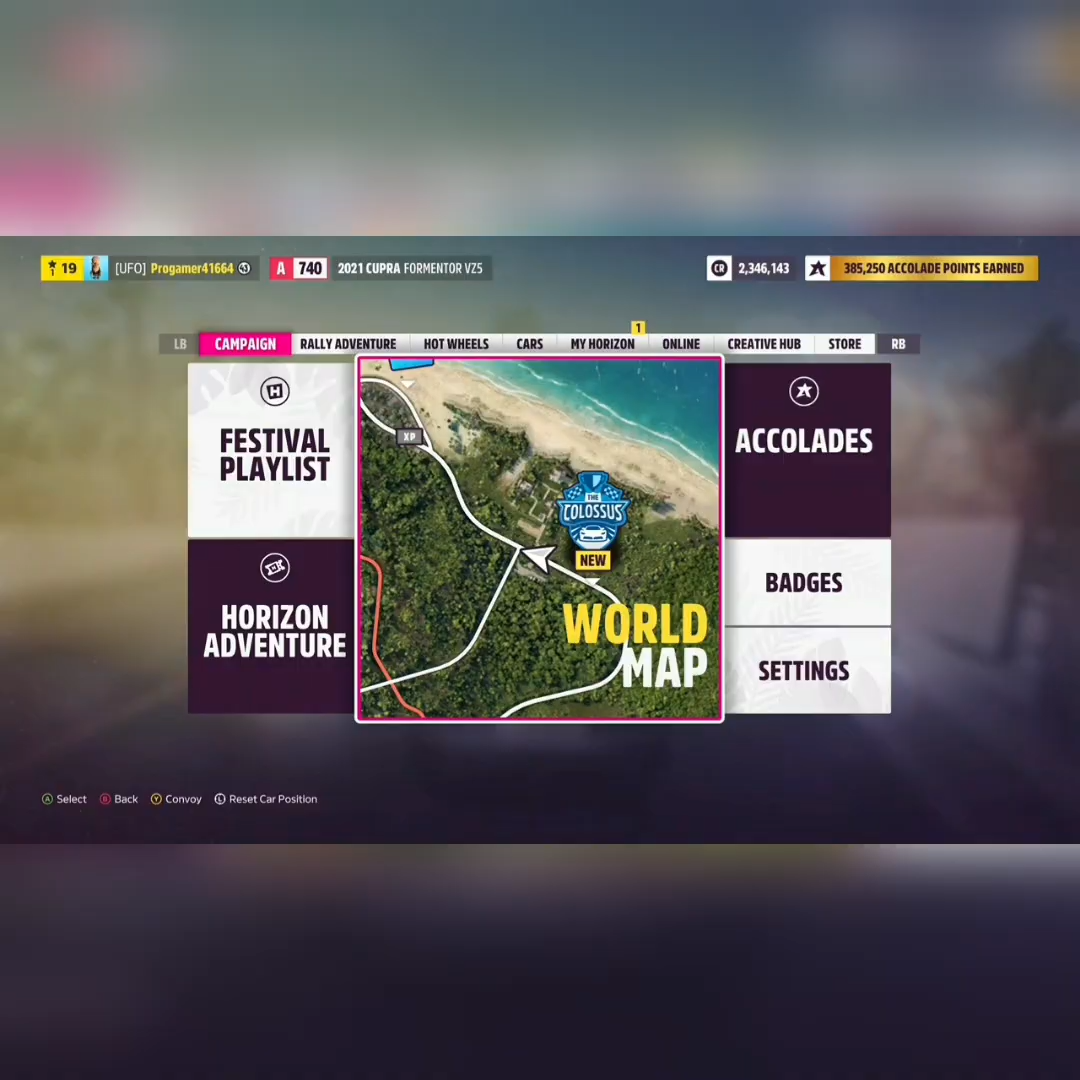 1 19 [UFO] Progamer41664 A 740 2021 CUPRA FORMENTOR VZ5 CR 2,346,143 385,250 ACCOLADE POINTS EARNED
1
LB CAMPAIGN RALLY ADVENTURE HOT WHEELS CARS MY HORIZON ONLINE CREATIVE HUB STORE RB
H
FESTIVAL
PLAYLIST
XP
THE
COLOSSUS
NEW
WORLD
MAP
ACCOLADES
HORIZON
ADVENTURE
BADGES
SETTINGS
A Select B Back Y Convoy L Reset Car Position